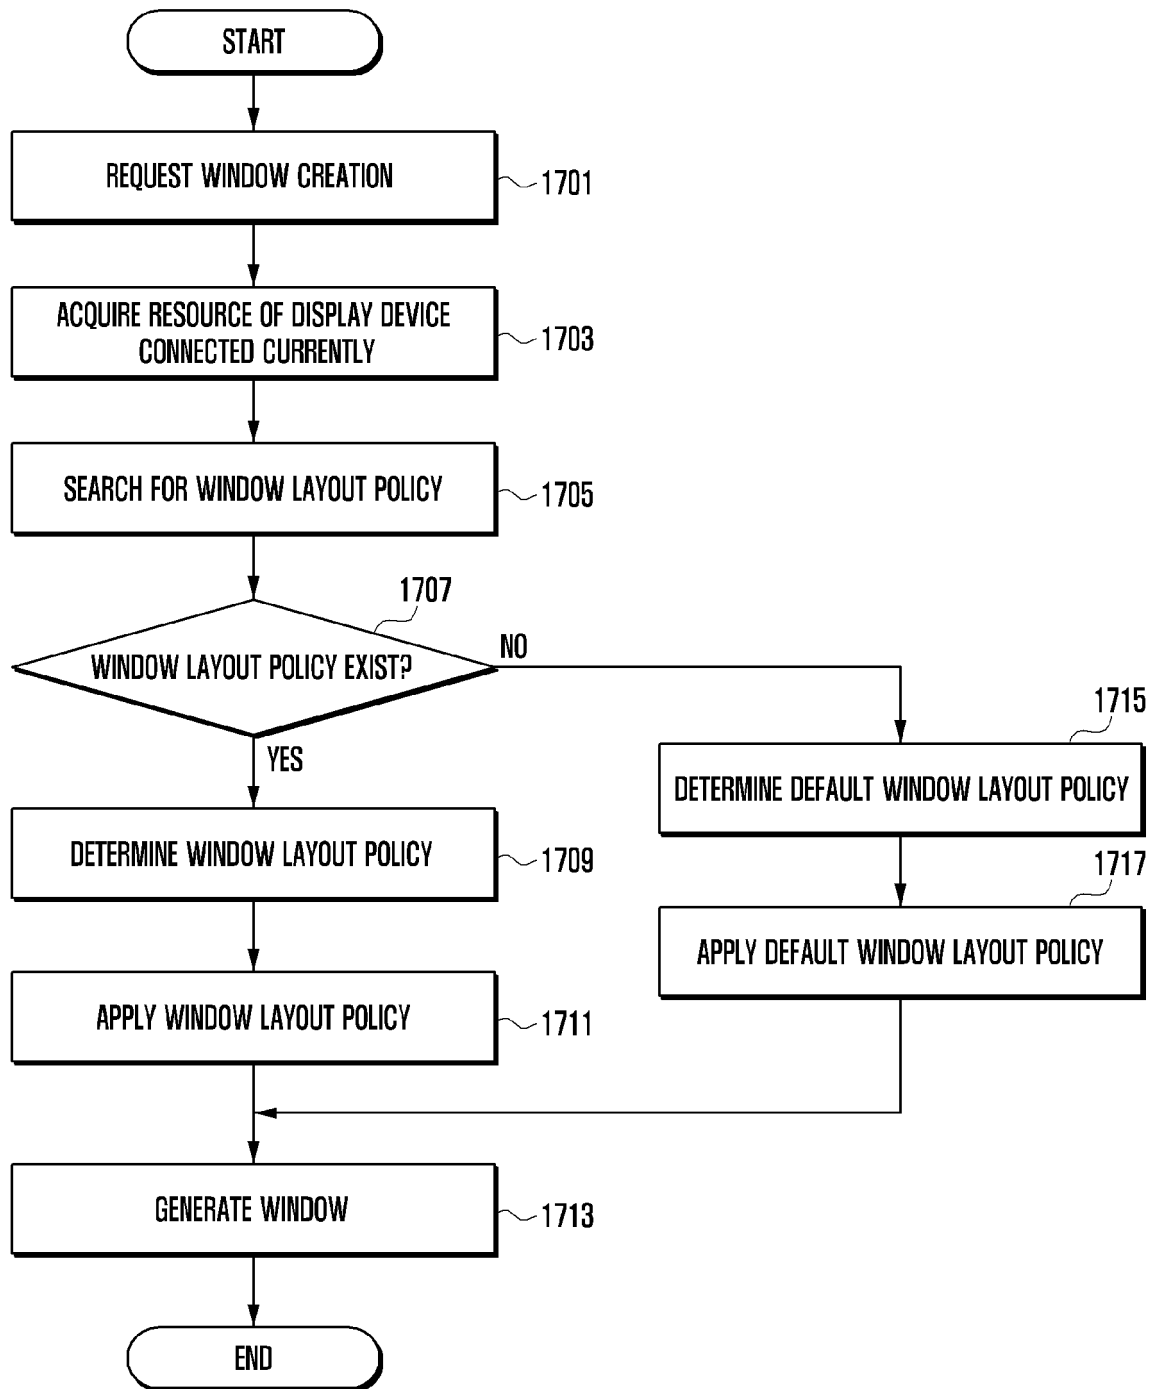 START
REQUEST WINDOW CREATION
1701
ACQUIRE RESOURCE OF DISPLAY DEVICE
CONNECTED CURRENTLY
1703
SEARCH FOR WINDOW LAYOUT POLICY
1705
1707
WINDOW LAYOUT POLICY EXIST?
NO
YES
1715
DETERMINE DEFAULT WINDOW LAYOUT POLICY
DETERMINE WINDOW LAYOUT POLICY
1709
1717
APPLY DEFAULT WINDOW LAYOUT POLICY
APPLY WINDOW LAYOUT POLICY
1711
GENERATE WINDOW
1713
END